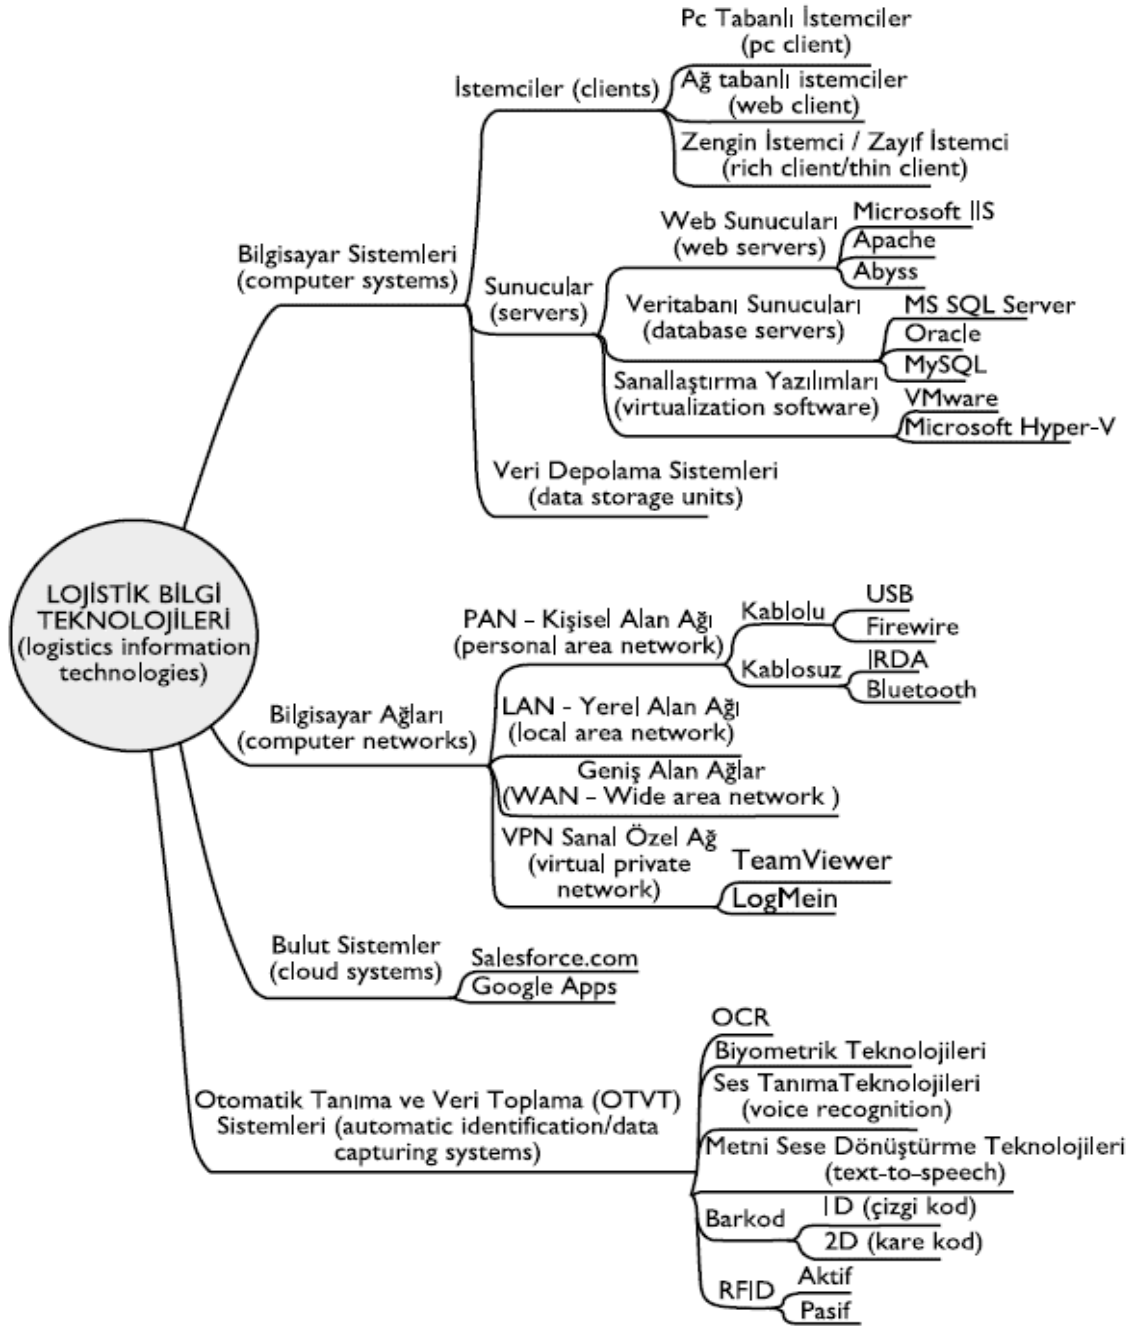 LOJİSTİK BİLGİ
TEKNOLOJİLERİ
(logistics information
technologies)
Bilgisayar Sistemleri
(computer systems)
İstemciler (clients)
Pc Tabanlı İstemciler
(pc client)
Ağ tabanlı istemciler
(web client)
Zengin İstemci / Zayıf İstemci
(rich client/thin client)
Sunucular
(servers)
Web Sunucuları
(web servers)
Microsoft IIS
Apache
Abyss
Veritabanı Sunucuları
(database servers)
MS SQL Server
Oracle
MySQL
Sanallaştırma Yazılımları
(virtualization software)
VMware
Microsoft Hyper-V
Veri Depolama Sistemleri
(data storage units)
Bilgisayar Ağları
(computer networks)
PAN - Kişisel Alan Ağı
(personal area network)
Kablolu
USB
Firewire
Kablosuz
IRDA
Bluetooth
LAN - Yerel Alan Ağı
(local area network)
Geniş Alan Ağlar
(WAN - Wide area network )
VPN Sanal Özel Ağ
(virtual private
network)
TeamViewer
LogMein
Bulut Sistemler
(cloud systems)
Salesforce.com
Google Apps
Otomatik Tanıma ve Veri Toplama (OTVT)
Sistemleri (automatic identification/data
capturing systems)
OCR
Biyometrik Teknolojileri
Ses TanımaTeknolojileri
(voice recognition)
Metni Sese Dönüştürme Teknolojileri
(text-to-speech)
Barkod
1D (çizgi kod)
2D (kare kod)
RFID
Aktif
Pasif